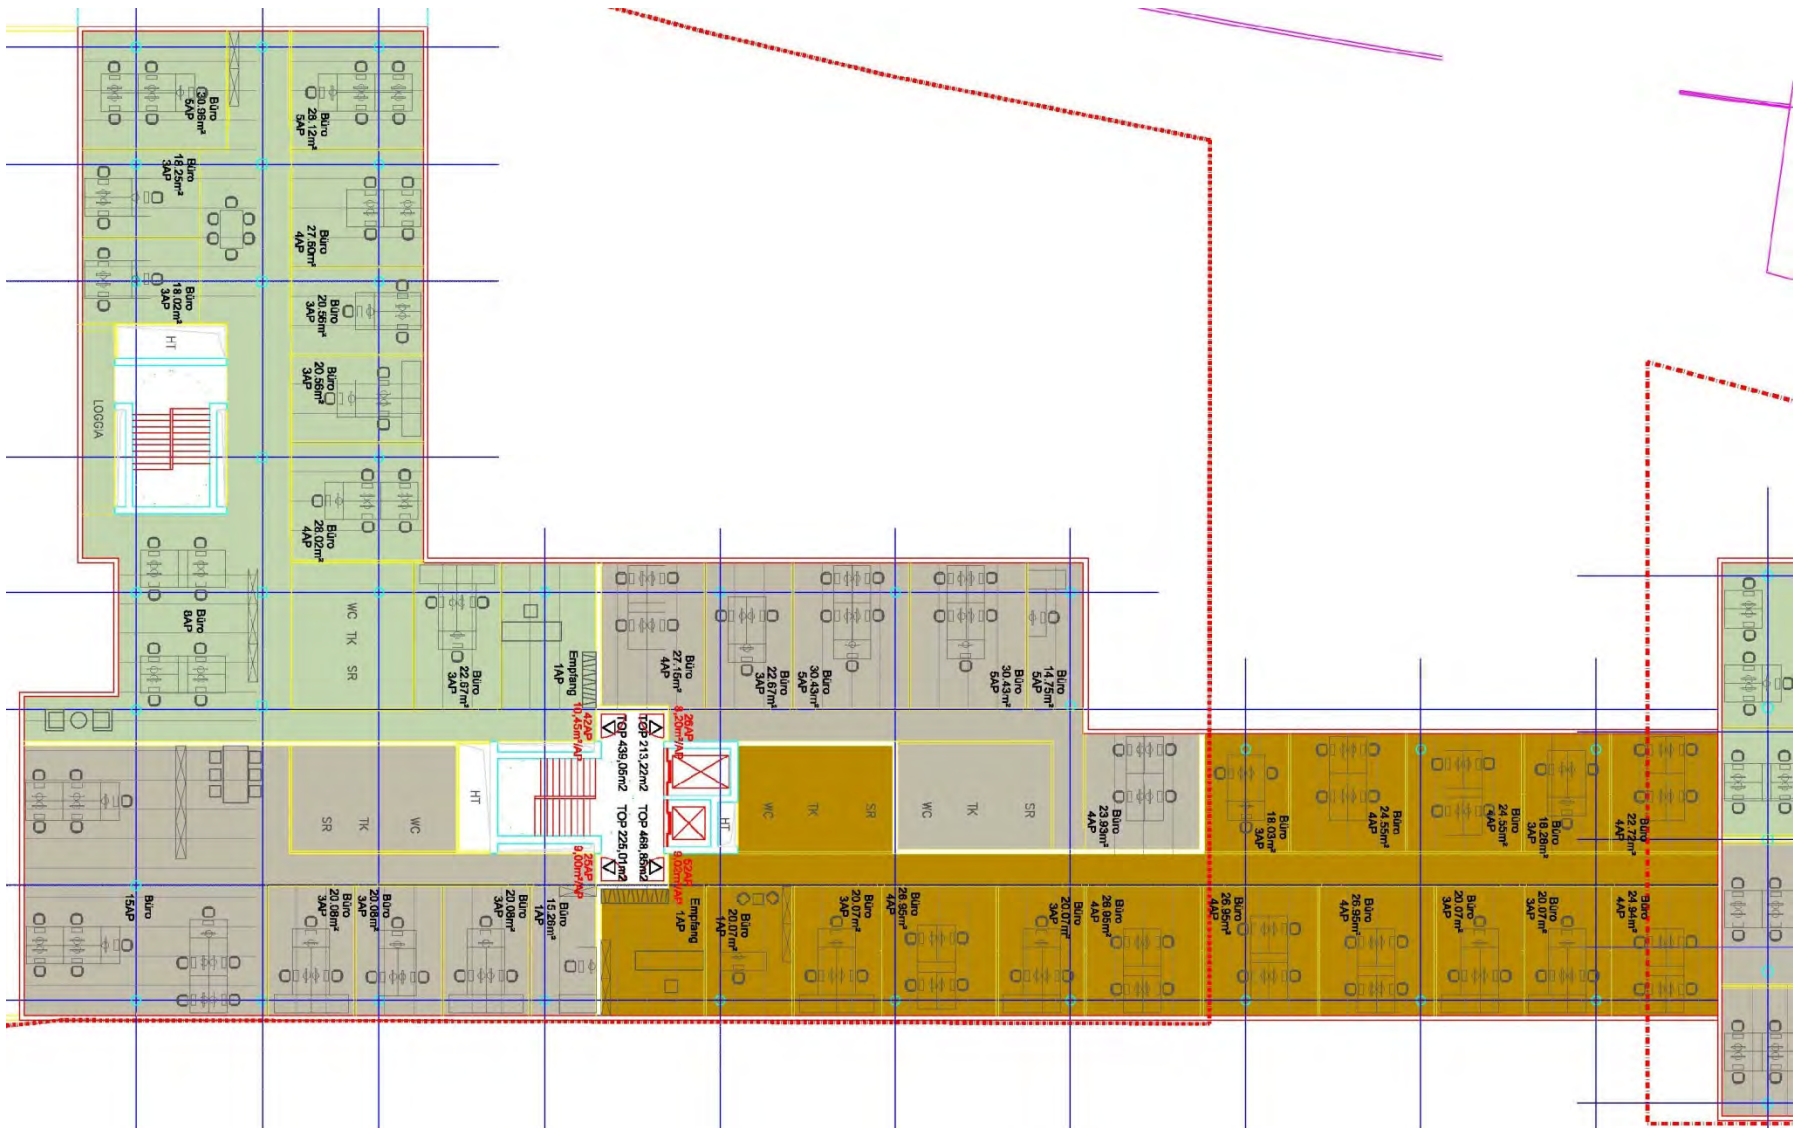 Büro
30.96m²
5AP
Büro
28.12m²
5AP
Büro
18.25m²
3AP
Büro
27.50m²
4AP
Büro
18.02m²
3AP
Büro
20.56m²
3AP
HT
Büro
20.56m²
3AP
LOGGIA
Büro
28.02m²
4AP
Büro
8AP
WC
TK
SR
Büro
22.67m²
3AP
Empfang
1AP
Büro
27.15m²
4AP
Büro
22.67m²
3AP
Büro
30.43m²
5AP
Büro
30.43m²
5AP
Büro
14.75m²
5AP
42AP
10,45m²/AP
TOP 439,05m2
TOP 213,22m2
26AP
8,20m²/AP
SR
TK
WC
HT
TOP 225,01m2
TOP 468,85m2
HT
WC
TK
SR
WC
TK
SR
Büro
23.93m²
4AP
Büro
18.03m²
3AP
Büro
24.55m²
4AP
Büro
24.55m²
4AP
Büro
18.28m²
3AP
Büro
22.72m²
4AP
25AP
9,00m²/AP
52AP
9,02m²/AP
Büro
15AP
Büro
20.08m²
3AP
Büro
20.08m²
3AP
Büro
20.08m²
3AP
Büro
15.26m²
1AP
Empfang
1AP
Büro
20.07m²
1AP
Büro
20.07m²
3AP
Büro
26.95m²
4AP
Büro
20.07m²
3AP
Büro
26.95m²
4AP
Büro
26.95m²
4AP
Büro
26.95m²
4AP
Büro
20.07m²
3AP
Büro
20.07m²
3AP
Büro
24.94m²
4AP